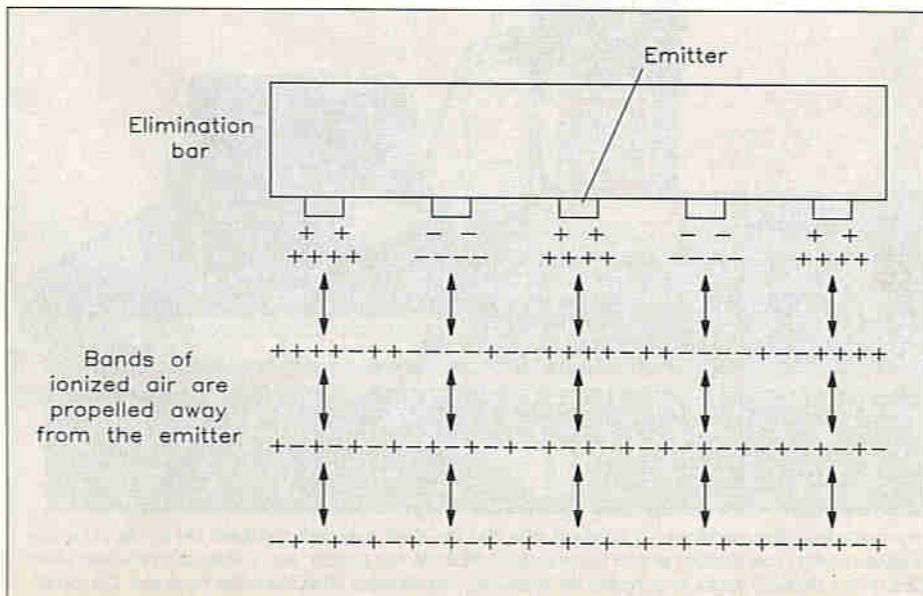 Emitter
Elimination
bar
+ + - - + + - - + +
++++ ---- ++++ ---- ++++
Bands of
ionized air are
propelled away
from the emitter